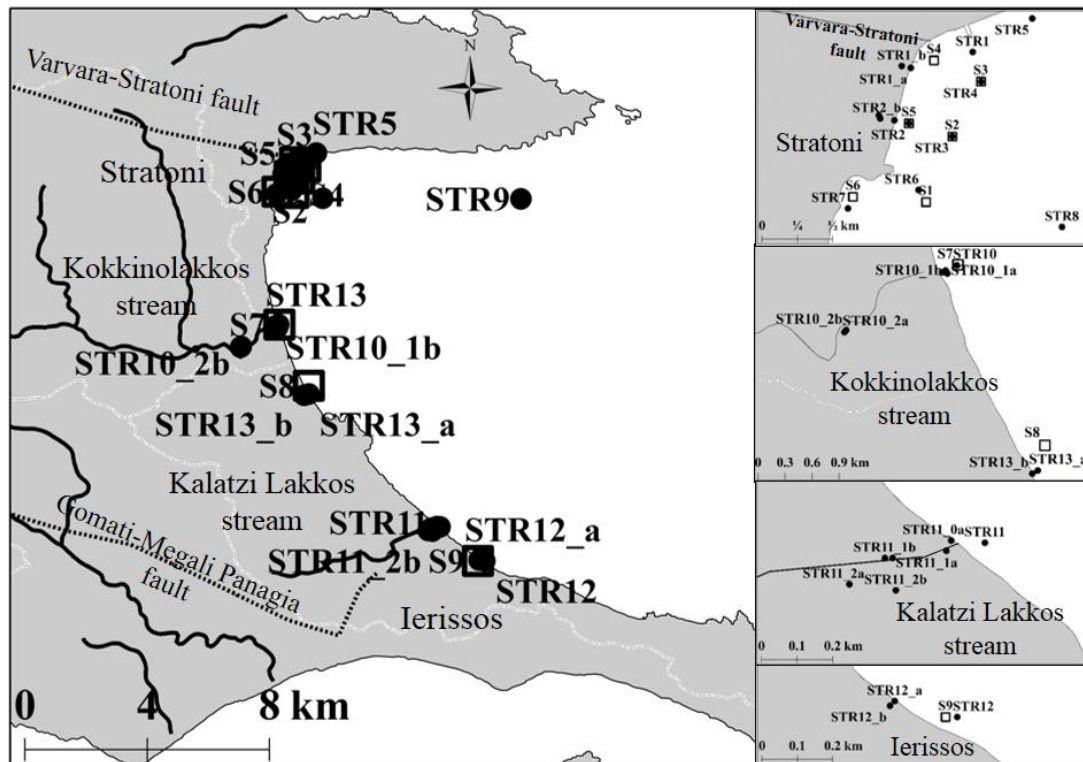 N
Varvara-Stratoni fault
STR5
S3
S5
Stratoni
S6
S4
S2
STR9
Kokkinolakkos
stream
STR13
S7
STR10_1b
STR10_2b
S8
STR13_b
STR13_a
Kalatzi Lakkos
stream
STR11
STR12_a
STR11_2b
S9
STR12
Gomati-Megali Panagia
fault
Ierissos
0
4
8 km
Varvara-Stratoni
fault
STR5
S4
STR1
STR1_b
STR1_a
S3
STR4
STR2_b
S5
STR2
S2
STR3
Stratoni
STR6
S6
S1
STR7
STR8
0 ¼ ½ km
S7STR10
STR10_1b
STR10_1a
STR10_2b
STR10_2a
Kokkinolakkos
stream
S8
STR13_b
STR13_a
0 0.3 0.6 0.9 km
STR11_0a
STR11
STR11_1b
STR11_1a
STR11_2a
STR11_2b
Kalatzi Lakkos
stream
0 0.1 0.2 km
STR12_a
S9STR12
STR12_b
Ierissos
0 0.1 0.2 km